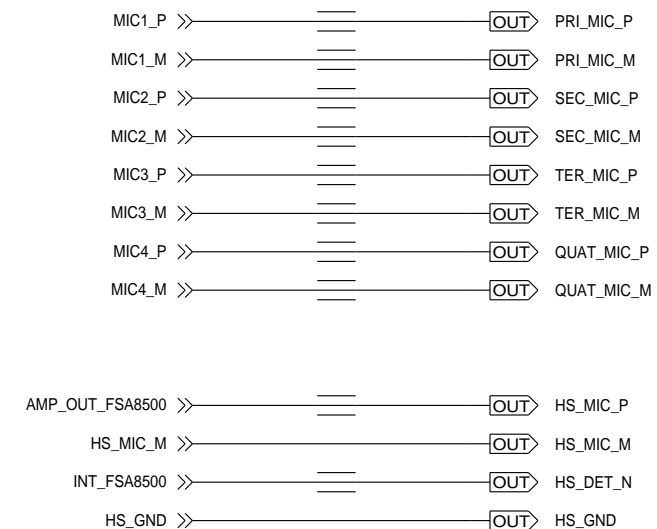 MIC1_P OUT PRI_MIC_P
MIC1_M OUT PRI_MIC_M
MIC2_P OUT SEC_MIC_P
MIC2_M OUT SEC_MIC_M
MIC3_P OUT TER_MIC_P
MIC3_M OUT TER_MIC_M
MIC4_P OUT QUAT_MIC_P
MIC4_M OUT QUAT_MIC_M
AMP_OUT_FSA8500 OUT HS_MIC_P
HS_MIC_M OUT HS_MIC_M
INT_FSA8500 OUT HS_DET_N
HS_GND OUT HS_GND